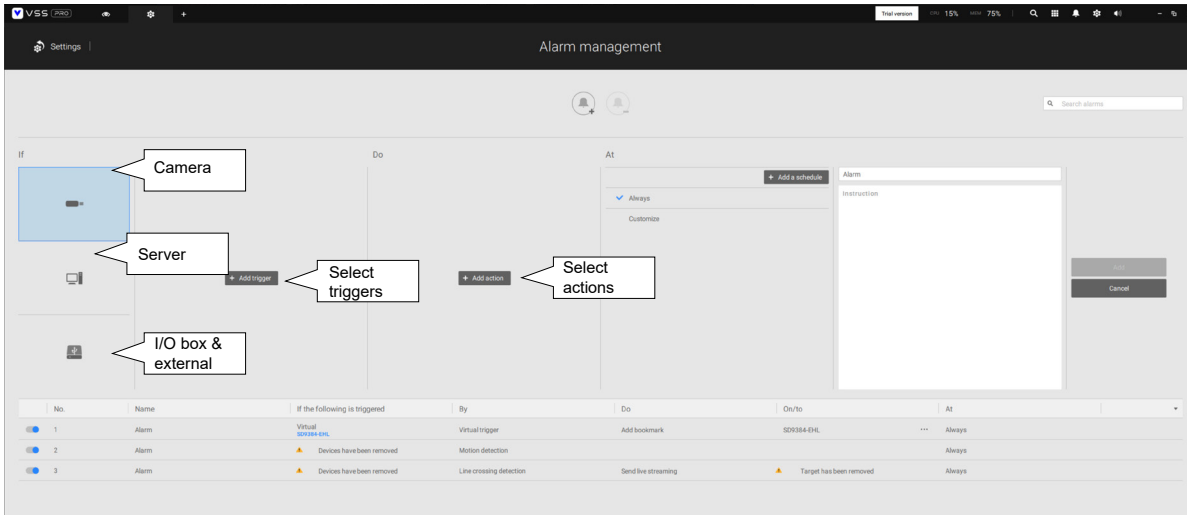 VSS PRO
+
Trial version
CPU 15% MEM 75%
Settings
Alarm management
Search alarms
If
Do
At
Camera
Server
I/O box &
external
+ Add trigger
Select
triggers
+ Add action
Select
actions
+ Add a schedule
Always
Customize
Alarm
Instruction
Add
Cancel
No. Name If the following is triggered By Do On/to At
1 Alarm Virtual Virtual trigger Add bookmark SD9384-EHL ... Always
SD9384-EHL
2 Alarm Devices have been removed Motion detection Always
3 Alarm Devices have been removed Line crossing detection Send live streaming Target has been removed Always